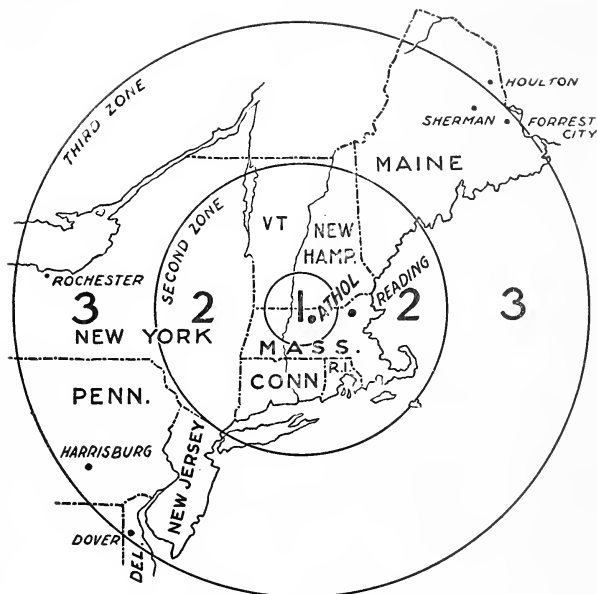 THIRD ZONE
HOULTON
SHERMAN
FORREST
CITY
MAINE
SECOND ZONE
VT
NEW
HAMP.
ROCHESTER
3
2
1.
ATHOL
READING
2
3
NEW YORK
MASS.
CONN
R.I.
PENN.
HARRISBURG
NEW JERSEY
DOVER
DEL.